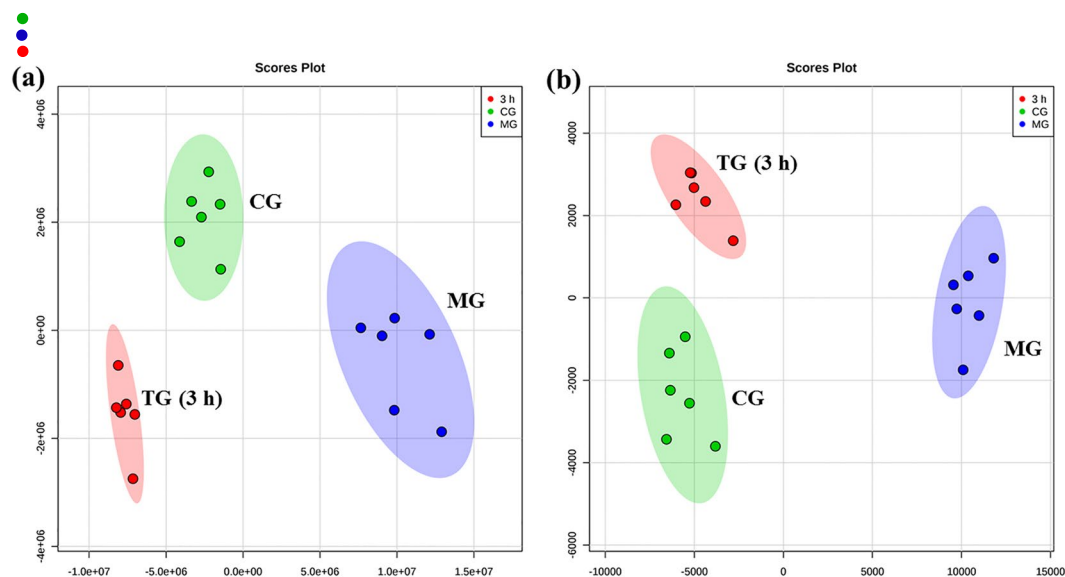 (a)
Scores Plot
3 h
CG
MG
CG
MG
TG (3 h)
4e+06
2e+06
0e+00
-2e+06
-4e+06
-1.0e+07 -5.0e+06 0.0e+00 5.0e+06 1.0e+07 1.5e+07
(b)
Scores Plot
3 h
CG
MG
TG (3 h)
MG
CG
4000
2000
0
-2000
-4000
-6000
-10000 -5000 0 5000 10000 15000